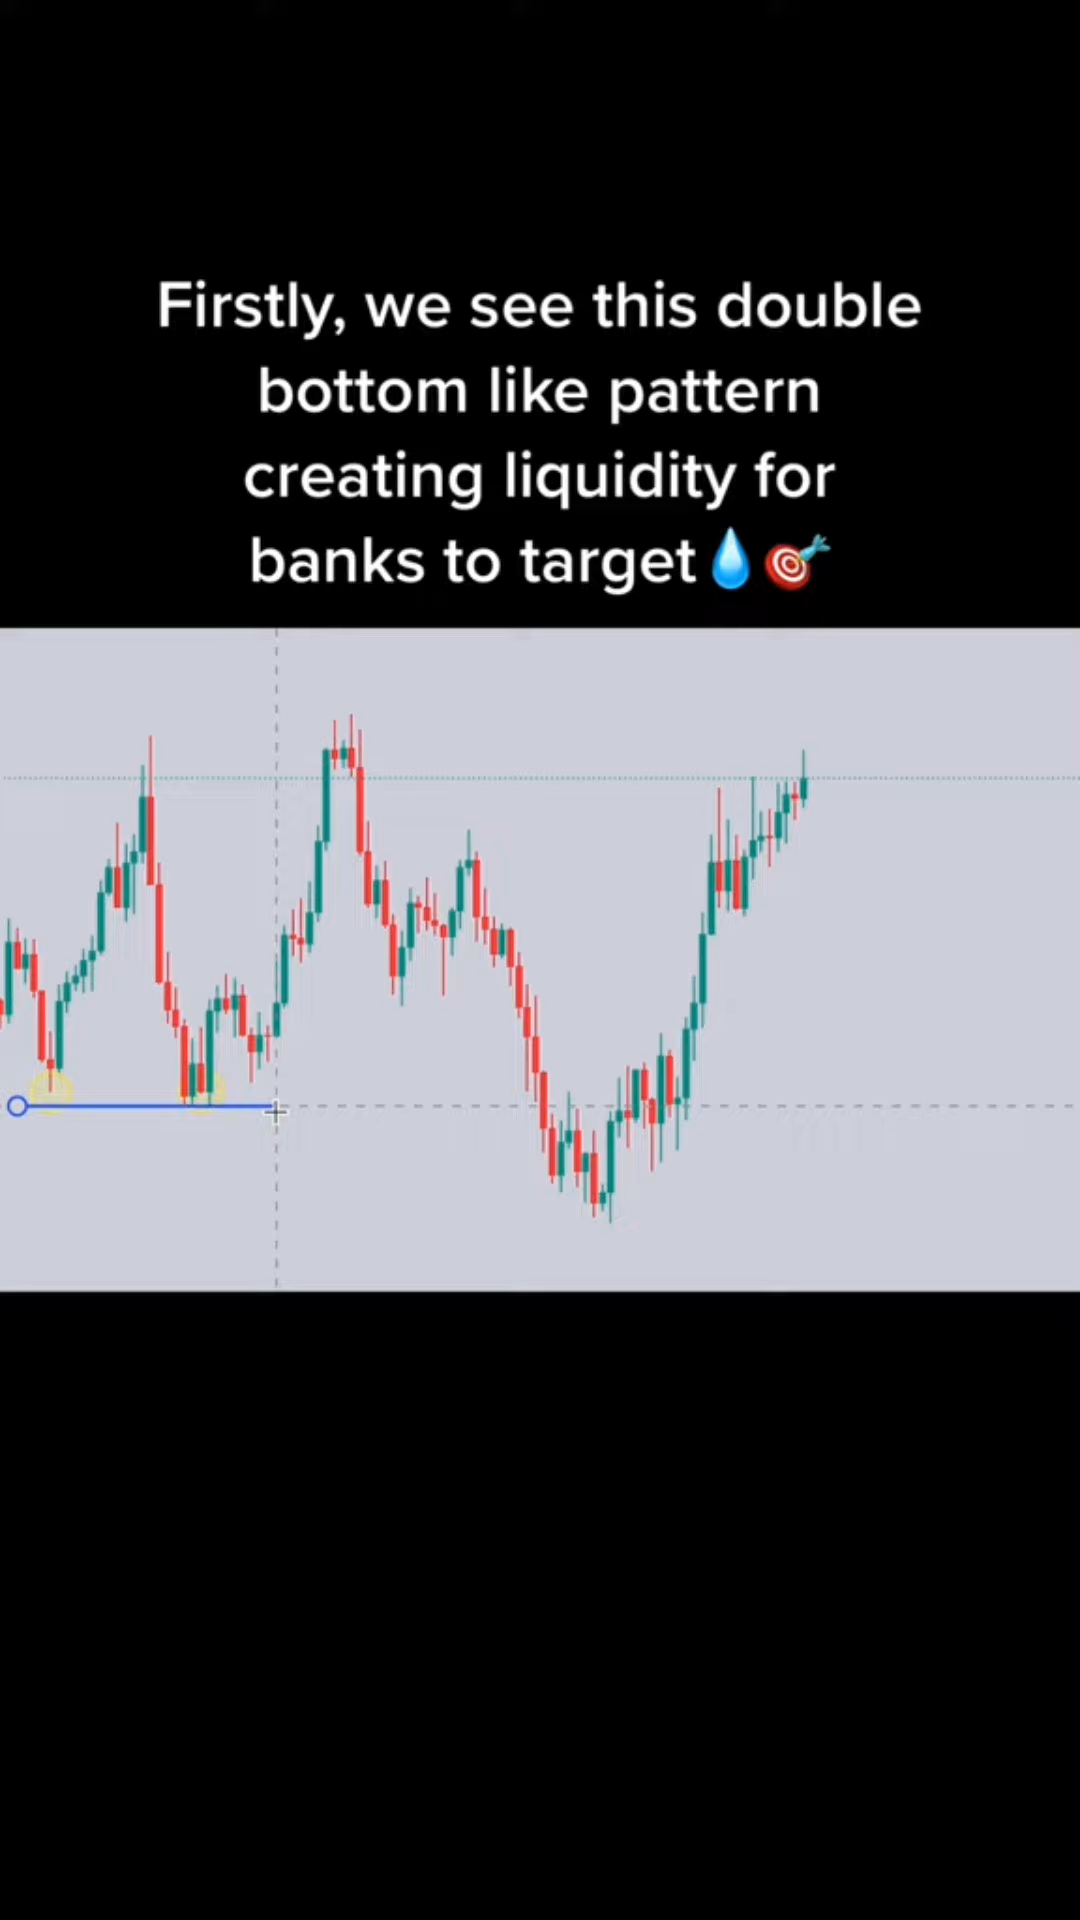 Firstly, we see this double
bottom like pattern
creating liquidity for
banks to target💧🎯